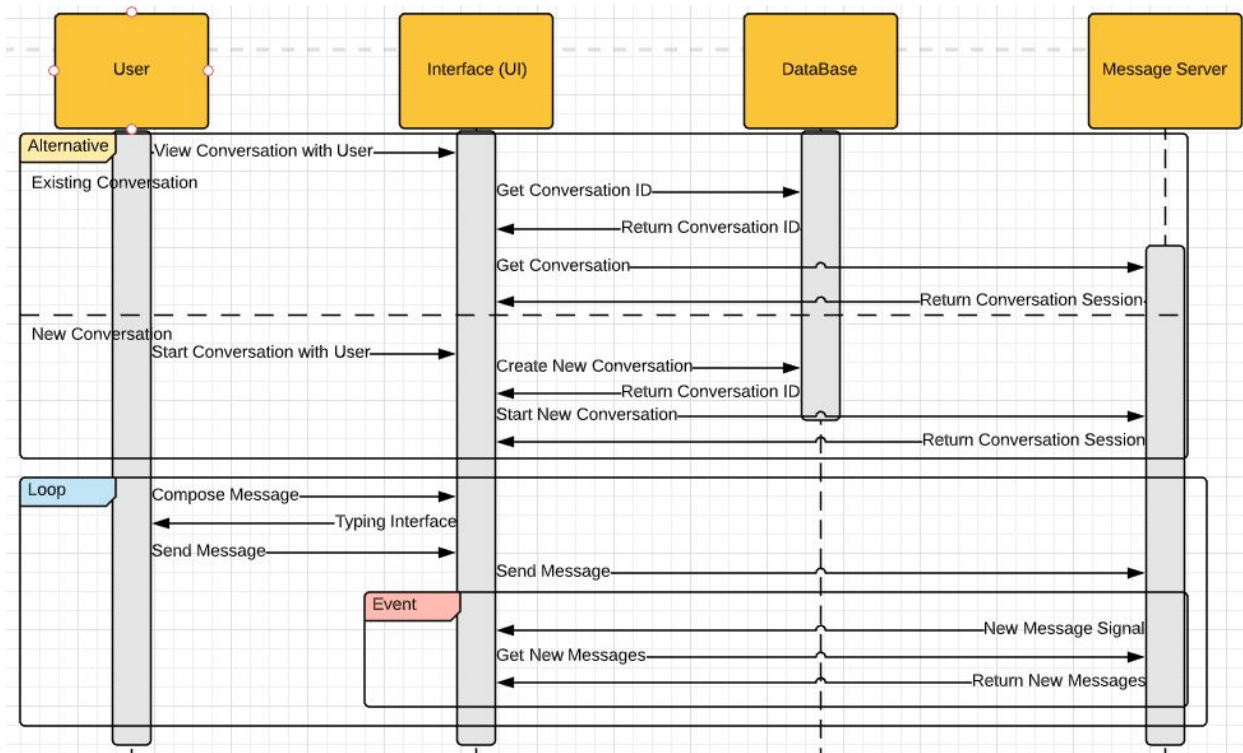 User
Interface (UI)
DataBase
Message Server
Alternative
View Conversation with User
Existing Conversation
Get Conversation ID
Return Conversation ID
Get Conversation
Return Conversation Session
New Conversation
Start Conversation with User
Create New Conversation
Return Conversation ID
Start New Conversation
Return Conversation Session
Loop
Compose Message
Typing Interface
Send Message
Send Message
Event
New Message Signal
Get New Messages
Return New Messages